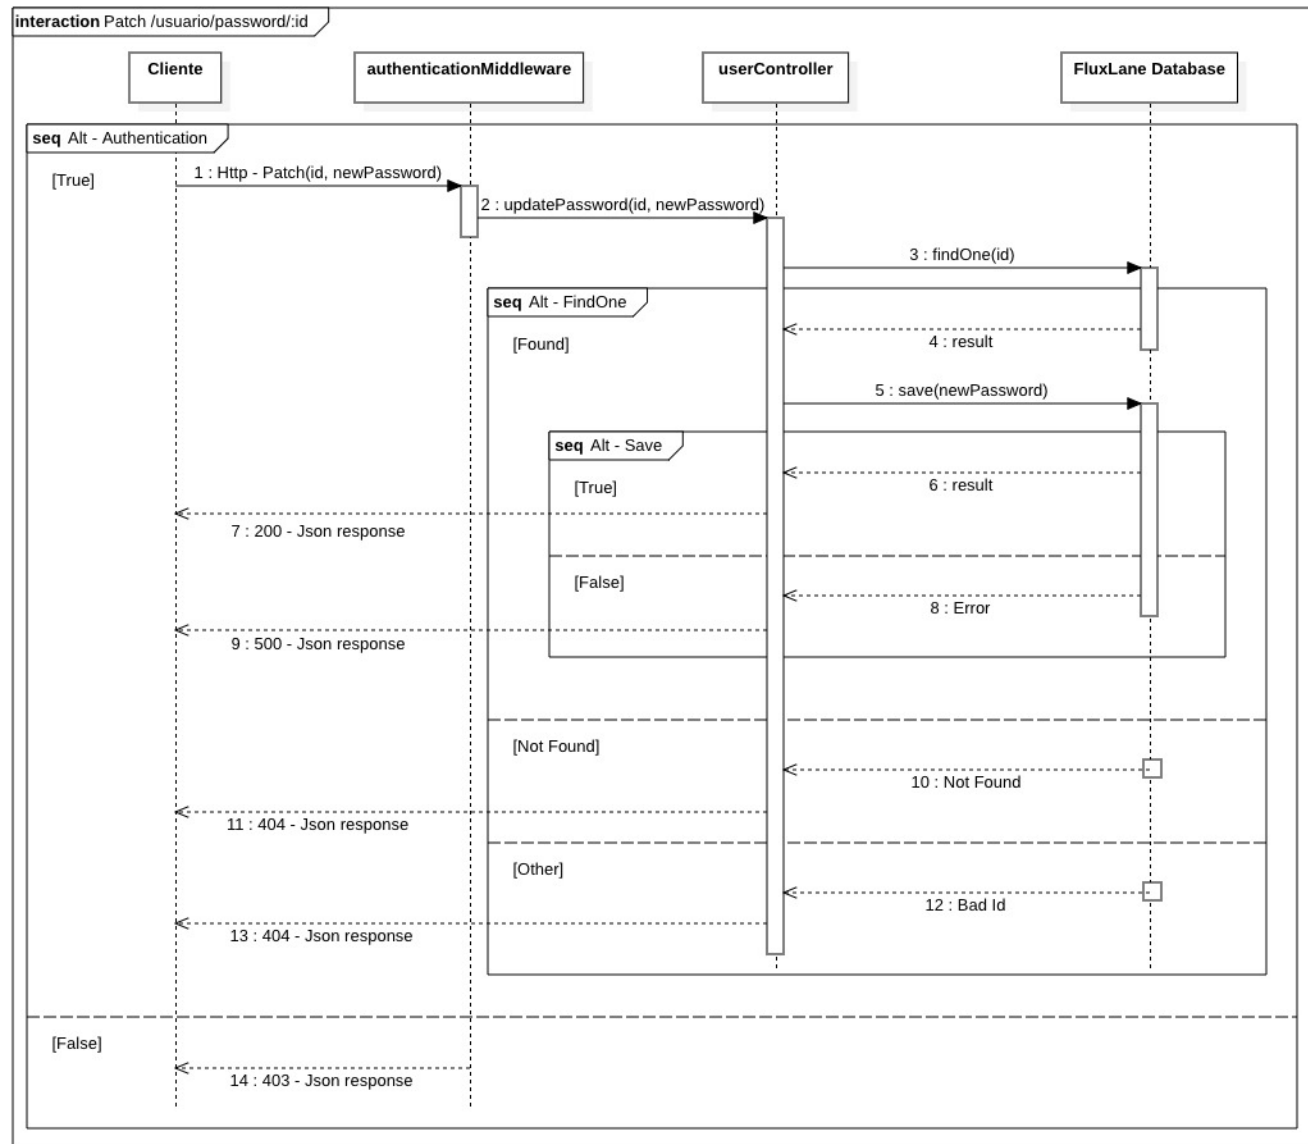 interaction Patch /usuario/password/:id
Cliente
authenticationMiddleware
userController
FluxLane Database
seq Alt - Authentication
[True]
1 : Http - Patch(id, newPassword)
2 : updatePassword(id, newPassword)
3 : findOne(id)
seq Alt - FindOne
[Found]
4 : result
5 : save(newPassword)
seq Alt - Save
[True]
6 : result
7 : 200 - Json response
[False]
8 : Error
9 : 500 - Json response
[Not Found]
10 : Not Found
11 : 404 - Json response
[Other]
12 : Bad Id
13 : 404 - Json response
[False]
14 : 403 - Json response